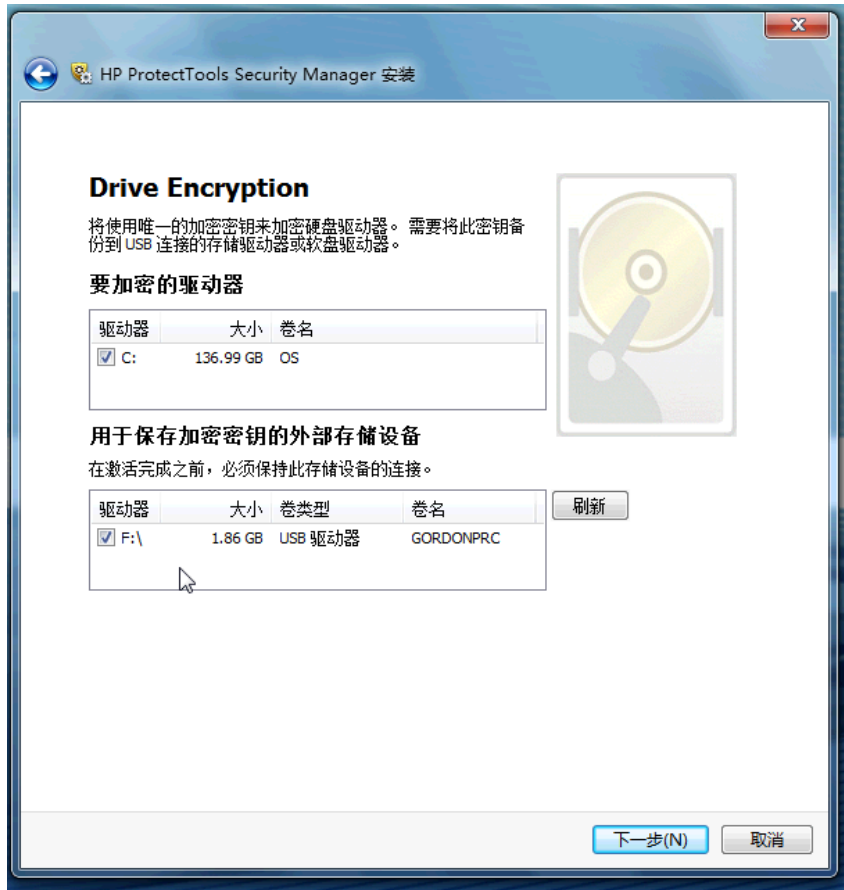 HP ProtectTools Security Manager 安装
Drive Encryption
将使用唯一的加密密钥来加密硬盘驱动器。 需要将此密钥备
份到 USB 连接的存储驱动器或软盘驱动器。
要加密的驱动器
驱动器 大小 卷名
C: 136.99 GB OS
用于保存加密密钥的外部存储设备
在激活完成之前，必须保持此存储设备的连接。
驱动器 大小 卷类型 卷名 刷新
F:\ 1.86 GB USB 驱动器 GORDONPRC
下一步(N) 取消